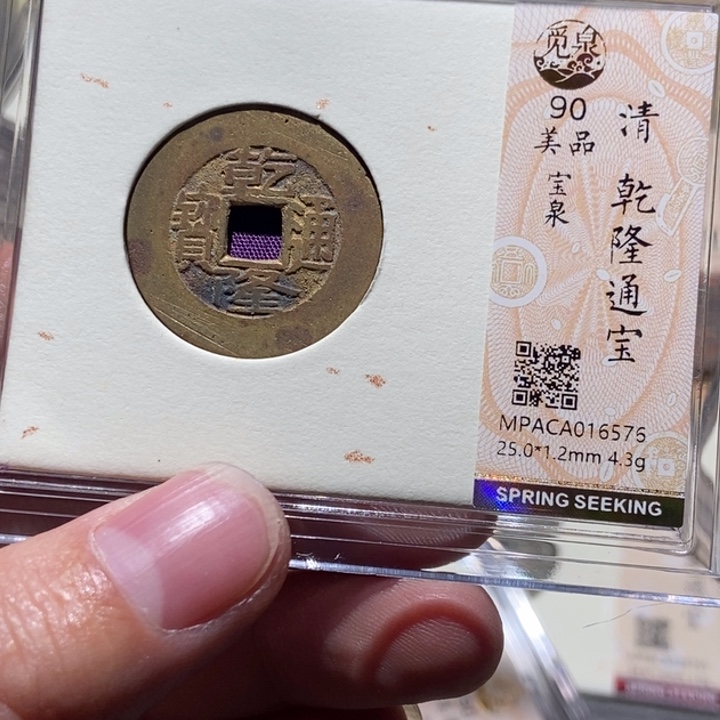 乾隆通寳
觅泉
90
美品
宝泉
清 乾隆通宝
MPACA016576
25.0*1.2mm 4.3g
SPRING SEEKING